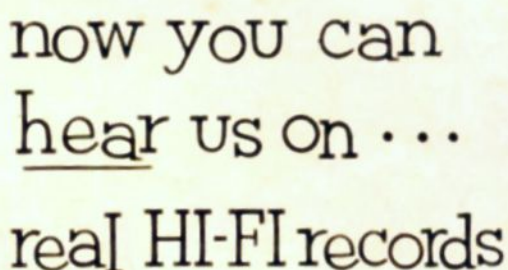 now you can
hear us on . . .
real HI-FI records